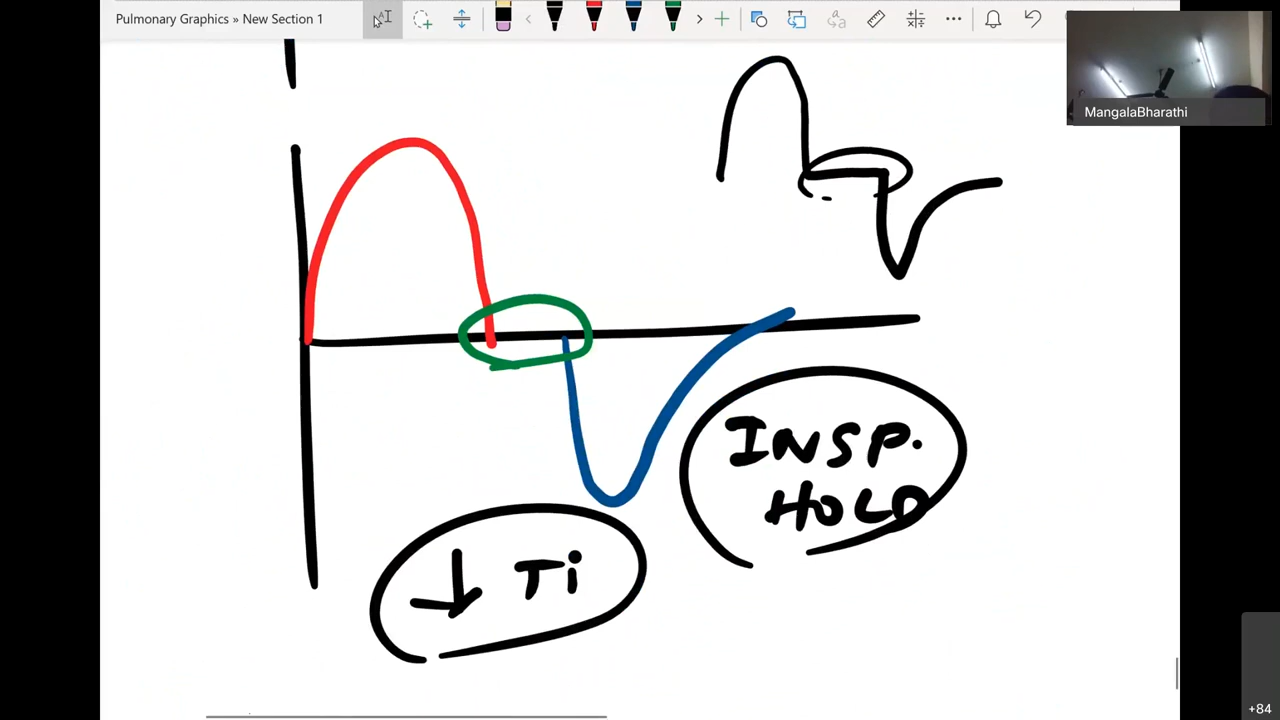 Pulmonary Graphics » New Section 1
MangalaBharathi
INSP.
HOLD
↓ Ti
+84